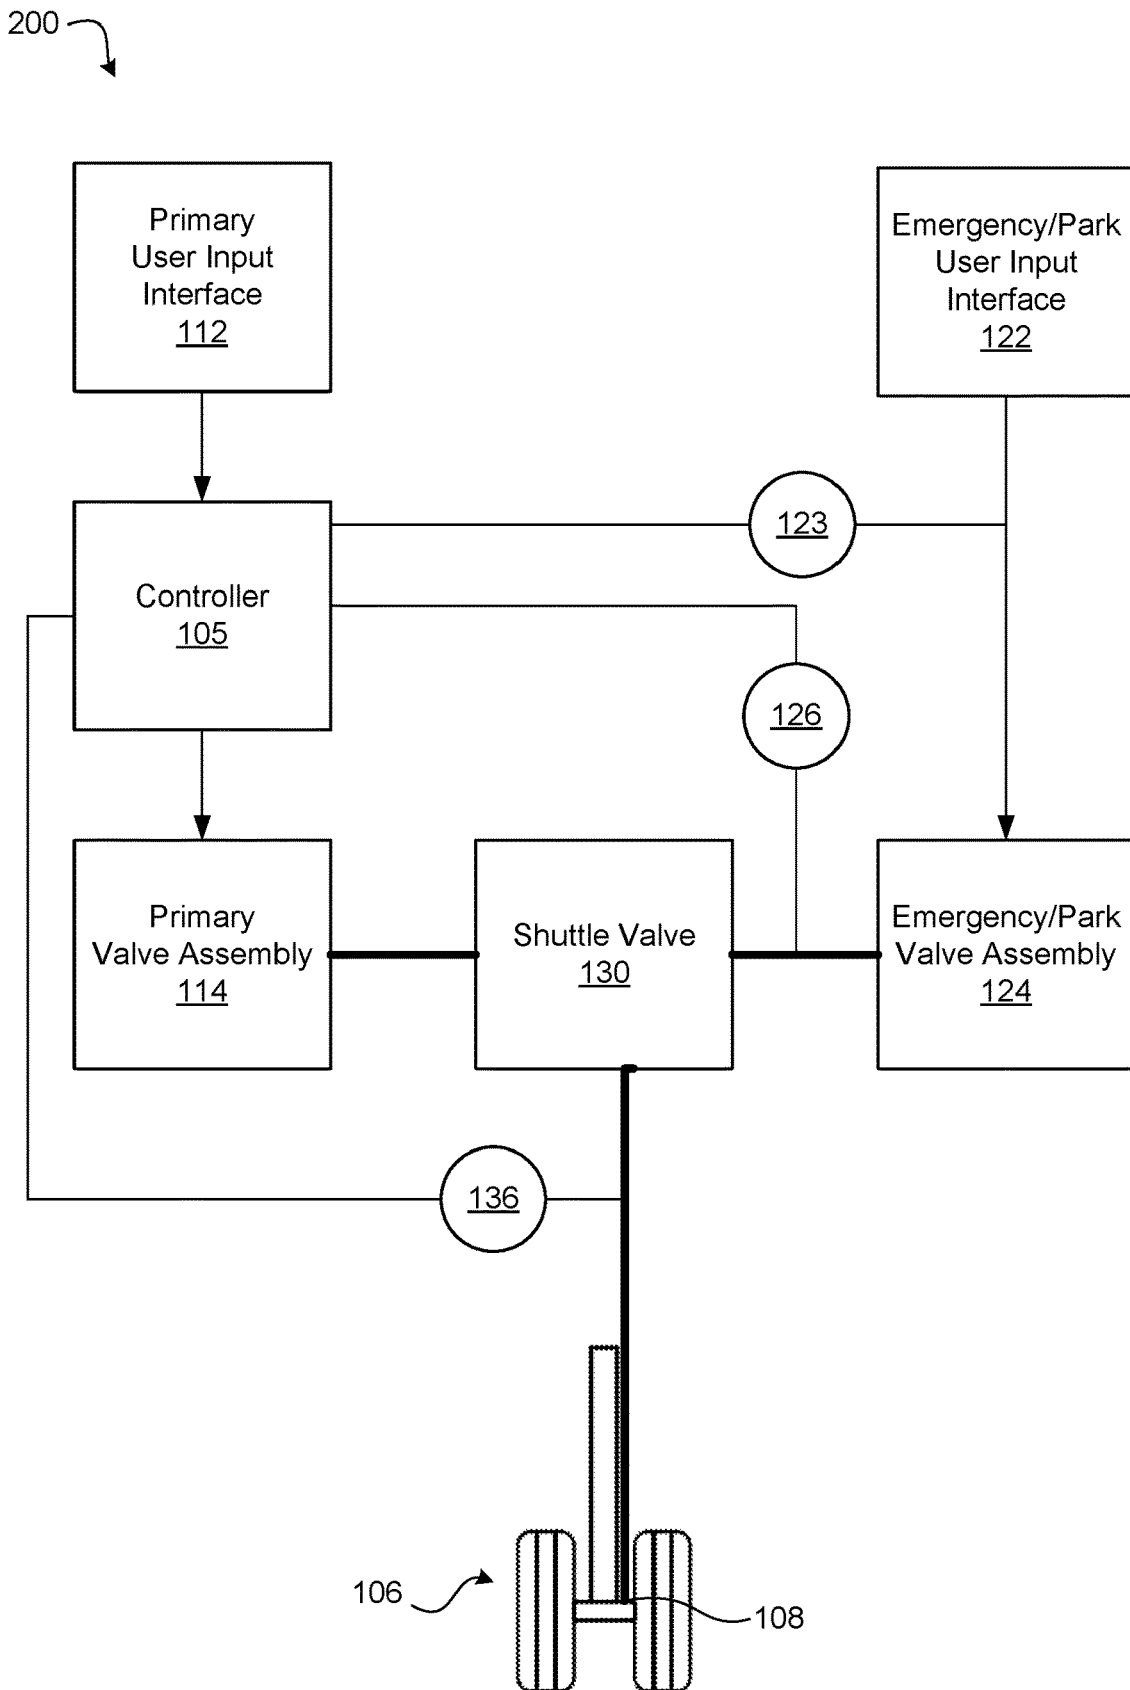 200
Primary
User Input
Interface
112
Emergency/Park
User Input
Interface
122
123
Controller
105
126
Primary
Valve Assembly
114
Shuttle Valve
130
Emergency/Park
Valve Assembly
124
136
106
108